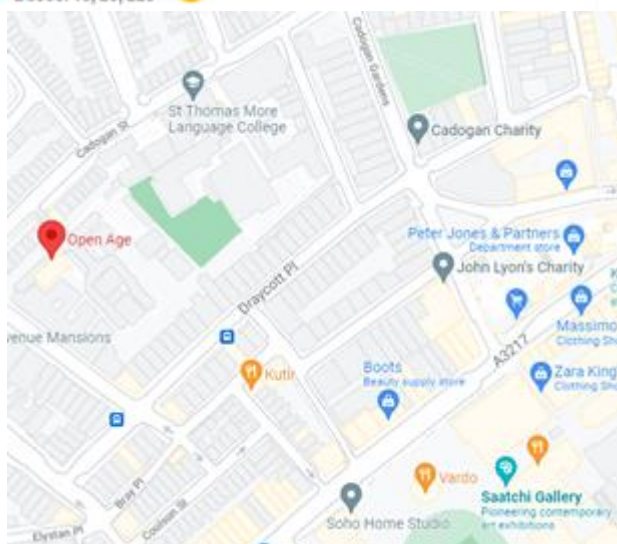 Cadogan Gardens
St Thomas More
Language College
Cadogan St
Cadogan Charity
Open Age
Peter Jones & Partners
Department store
John Lyon's Charity
Draycott Pl
venue Mansions
Massimo
Clothing Sho
A3217
Kutir
Boots
Beauty supply store
Zara King
Clothing Sho
Bray Pl
Coulson St
Vardo
Saatchi Gallery
Pioneering contemporary
art exhibitions
Soho Home Studio
Elystan Pl